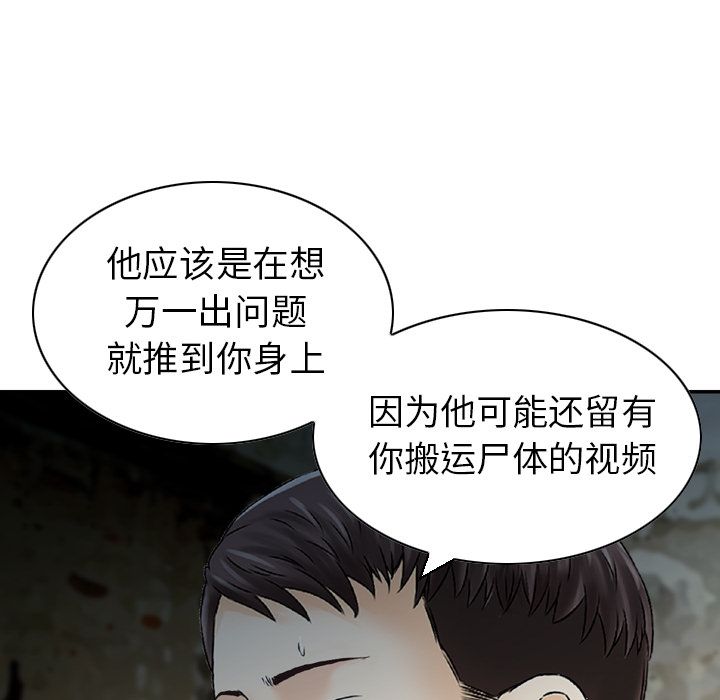 他应该是在想
万一出问题
就推到你身上
因为他可能还留有
你搬运尸体的视频